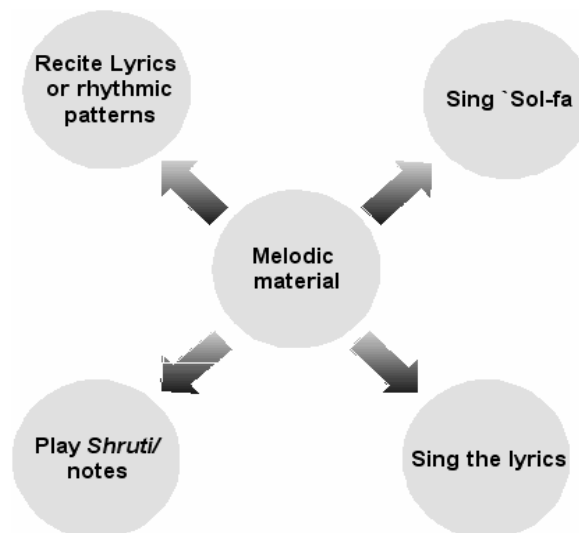 Recite Lyrics
or rhythmic
patterns
Sing `Sol-fa
Melodic
material
Play Shruti/
notes
Sing the lyrics